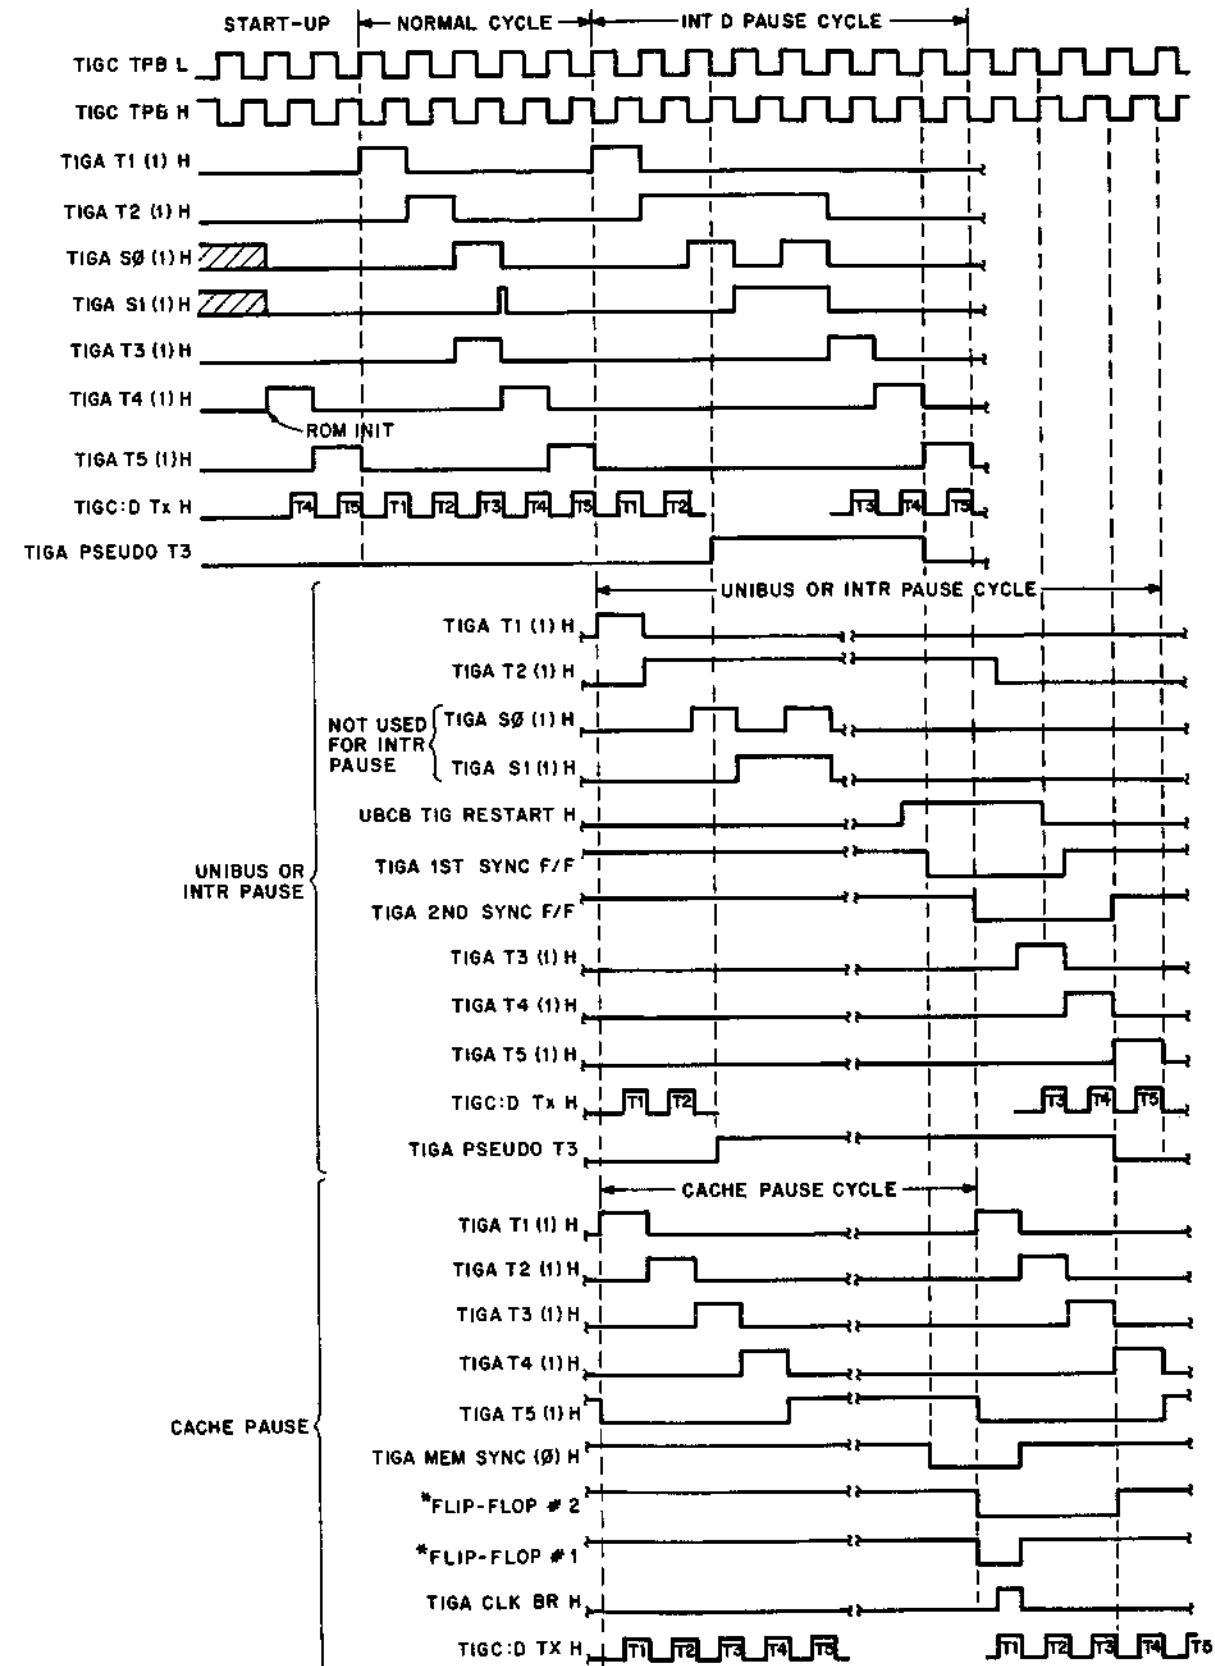 START-UP NORMAL CYCLE INT D PAUSE CYCLE
TIGC TPB L
TIGC TPB H
TIGA T1 (1) H
TIGA T2 (1) H
TIGA SØ (1) H
TIGA S1 (1) H
TIGA T3 (1) H
TIGA T4 (1) H
ROM INIT
TIGA T5 (1) H
TIGC:D Tx H T4 T5 T1 T2 T3 T4 T5 T1 T2 T3 T4 T5
TIGA PSEUDO T3
UNIBUS OR INTR PAUSE CYCLE
TIGA T1 (1) H
TIGA T2 (1) H
NOT USED
FOR INTR
PAUSE
TIGA SØ (1) H
TIGA S1 (1) H
UBCB TIG RESTART H
UNIBUS OR
INTR PAUSE
TIGA 1ST SYNC F/F
TIGA 2ND SYNC F/F
TIGA T3 (1) H
TIGA T4 (1) H
TIGA T5 (1) H
TIGC:D Tx H T1 T2 T3 T4 T5
TIGA PSEUDO T3
CACHE PAUSE CYCLE
TIGA T1 (1) H
TIGA T2 (1) H
TIGA T3 (1) H
TIGA T4 (1) H
CACHE PAUSE
TIGA T5 (1) H
TIGA MEM SYNC (Ø) H
*FLIP-FLOP #2
*FLIP-FLOP #1
TIGA CLK BR H
TIGC:D TX H T1 T2 T3 T4 T5 T1 T2 T3 T4 T5